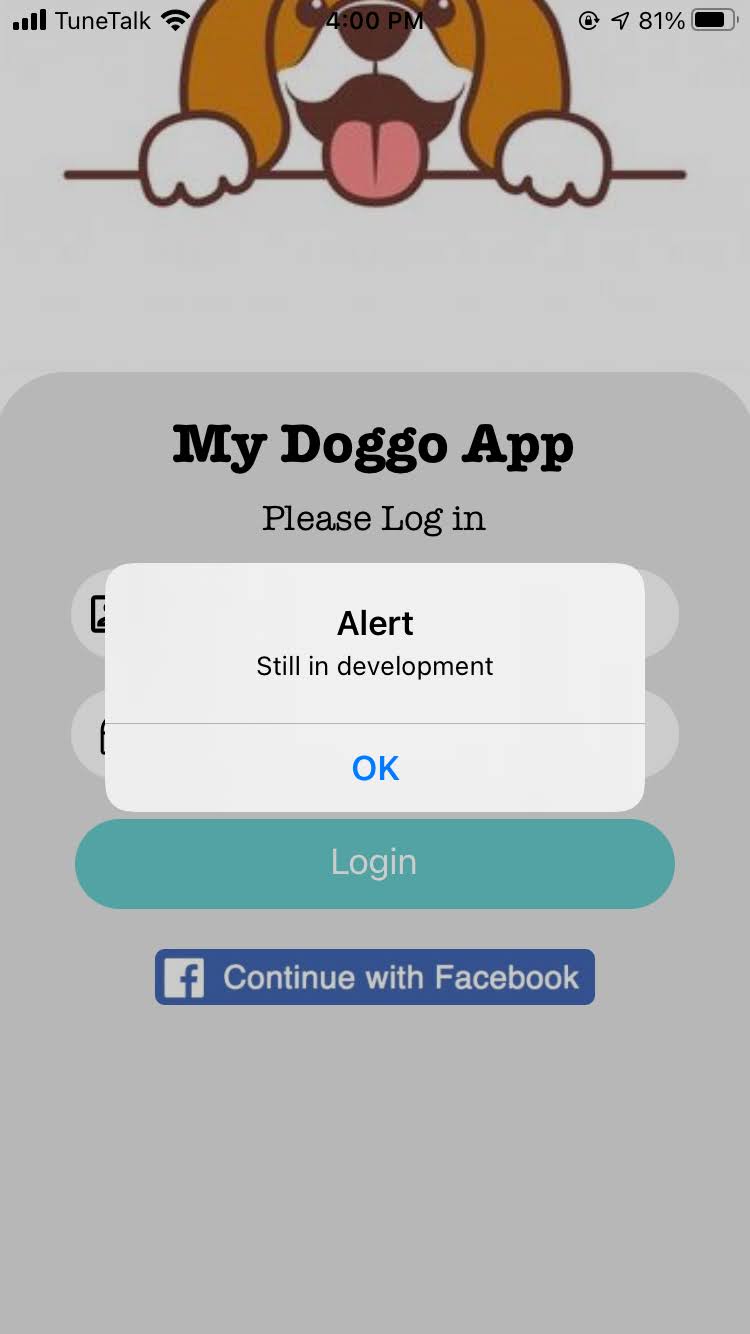 TuneTalk 4:00 PM 81%
My Doggo App
Please Log in
Alert
Still in development
OK
Login
Continue with Facebook